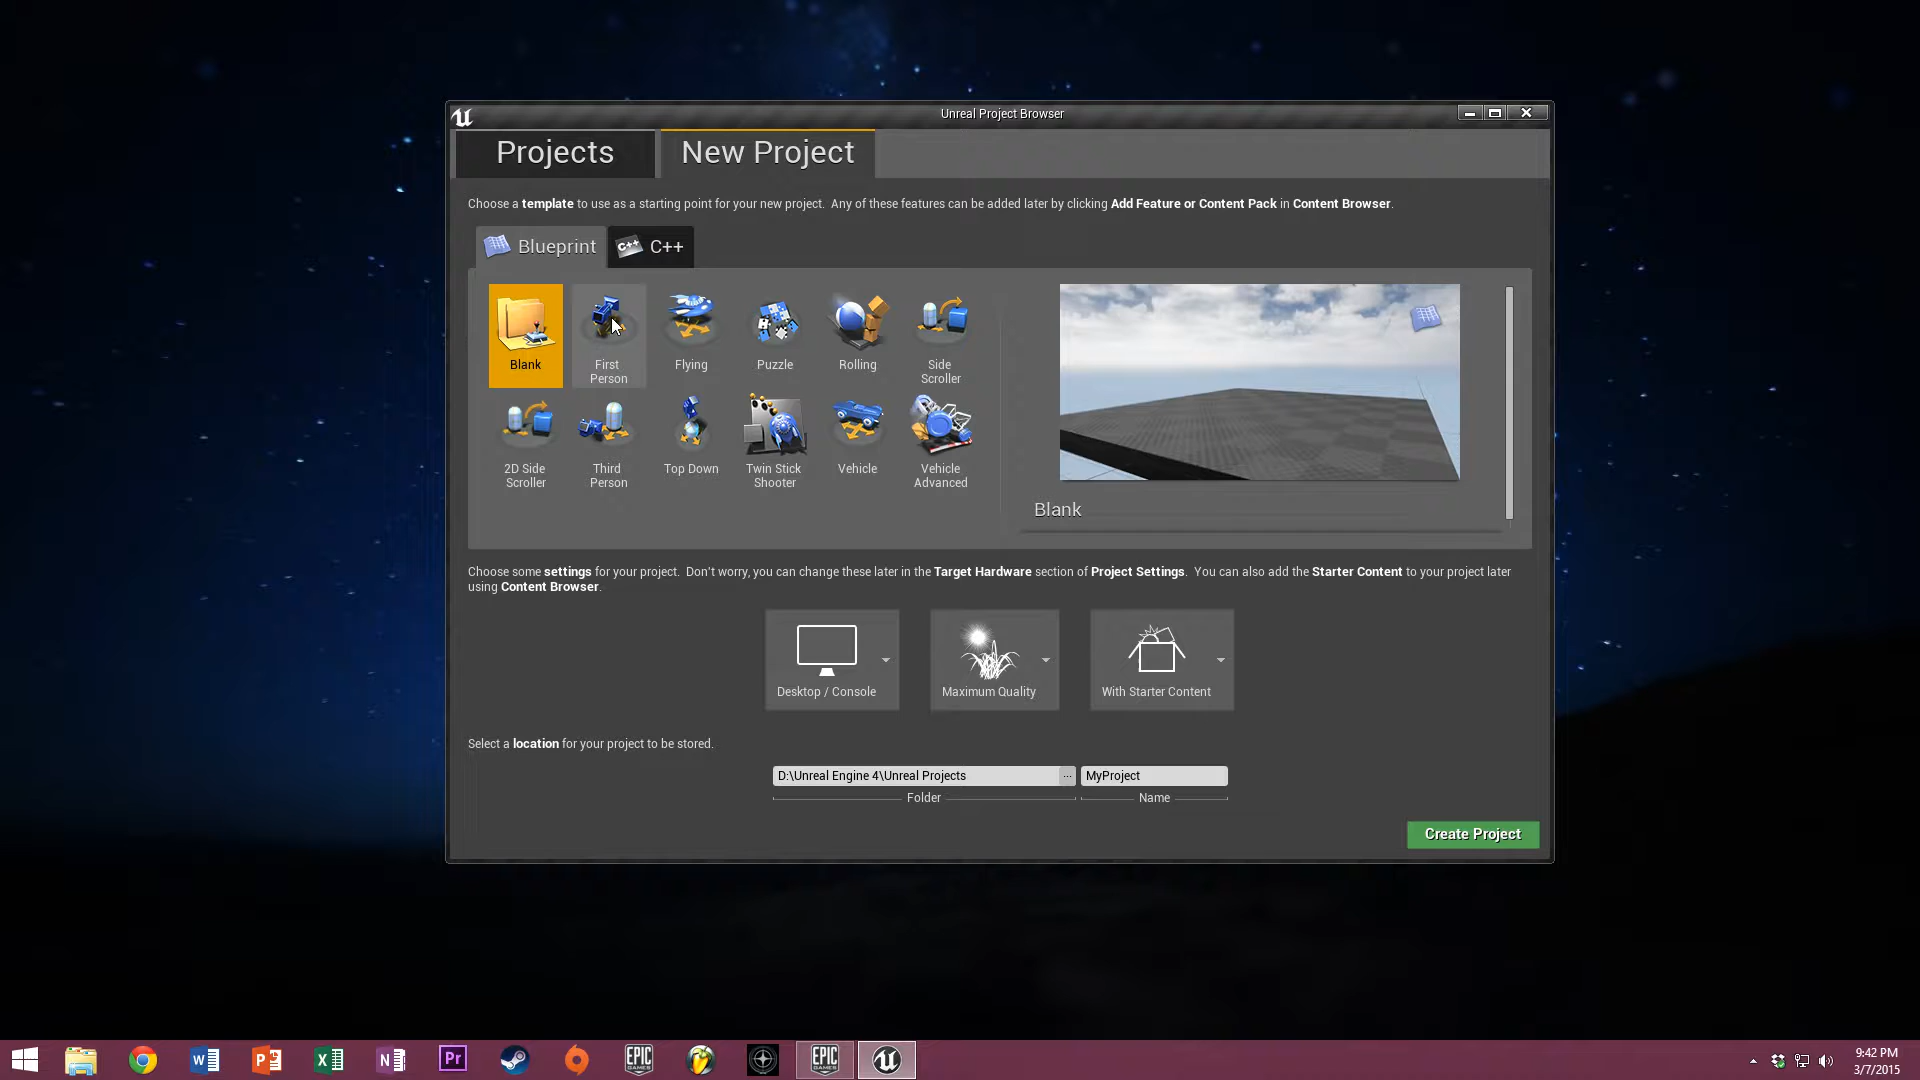 Unreal Project Browser
Projects
New Project
Choose a template to use as a starting point for your new project.  Any of these features can be added later by clicking Add Feature or Content Pack in Content Browser.
Blueprint
C++
C++
Blank
First
Person
Flying
Puzzle
Rolling
Side
Scroller
2D Side
Scroller
Third
Person
Top Down
Twin Stick
Shooter
Vehicle
Vehicle
Advanced
Blank
Choose some settings for your project.  Don't worry, you can change these later in the Target Hardware section of Project Settings.  You can also add the Starter Content to your project later
using Content Browser.
Desktop / Console
Maximum Quality
With Starter Content
Select a location for your project to be stored.
D:\Unreal Engine 4\Unreal Projects
...
MyProject
Folder
Name
Create Project
W
P
X
N
Pr
EPIC
GAMES
EPIC
GAMES
9:42 PM
3/7/2015